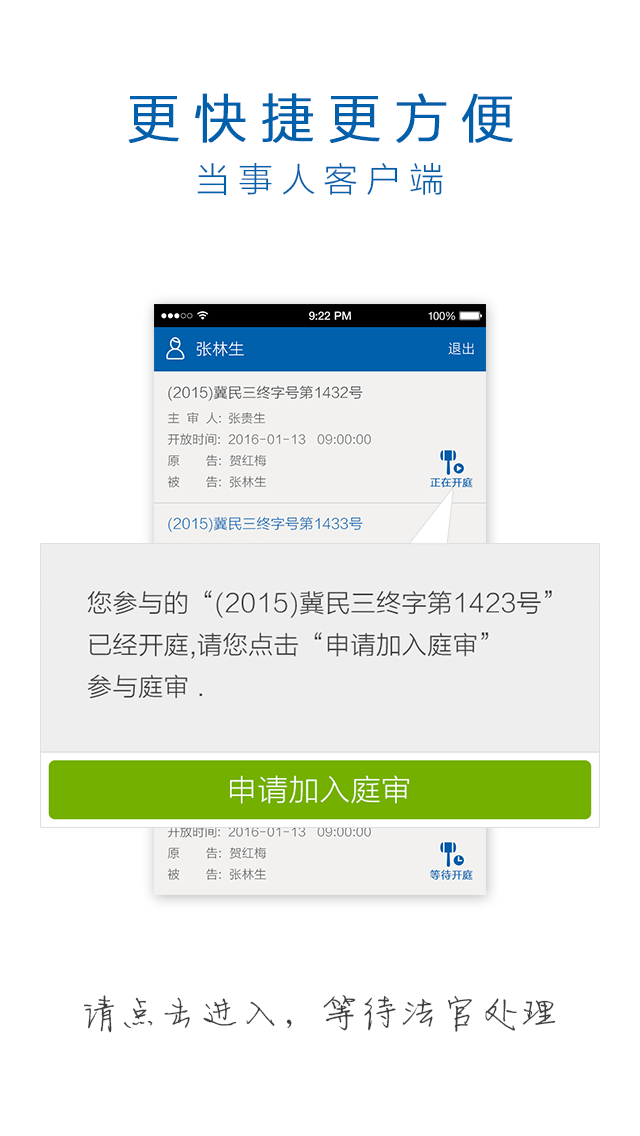 更快捷更方便
当事人客户端
9:22 PM 100%
张林生 退出
(2015)冀民三终字号第1432号
主 审 人: 张贵生
开放时间: 2016-01-13 09:00:00
原 告: 贺红梅
被 告: 张林生
正在开庭
(2015)冀民三终字号第1433号
您参与的“(2015)冀民三终字第1423号”
已经开庭,请您点击“申请加入庭审”
参与庭审 .
申请加入庭审
开放时间: 2016-01-13 09:00:00
原 告: 贺红梅
被 告: 张林生
等待开庭
请点击进入，等待法官处理